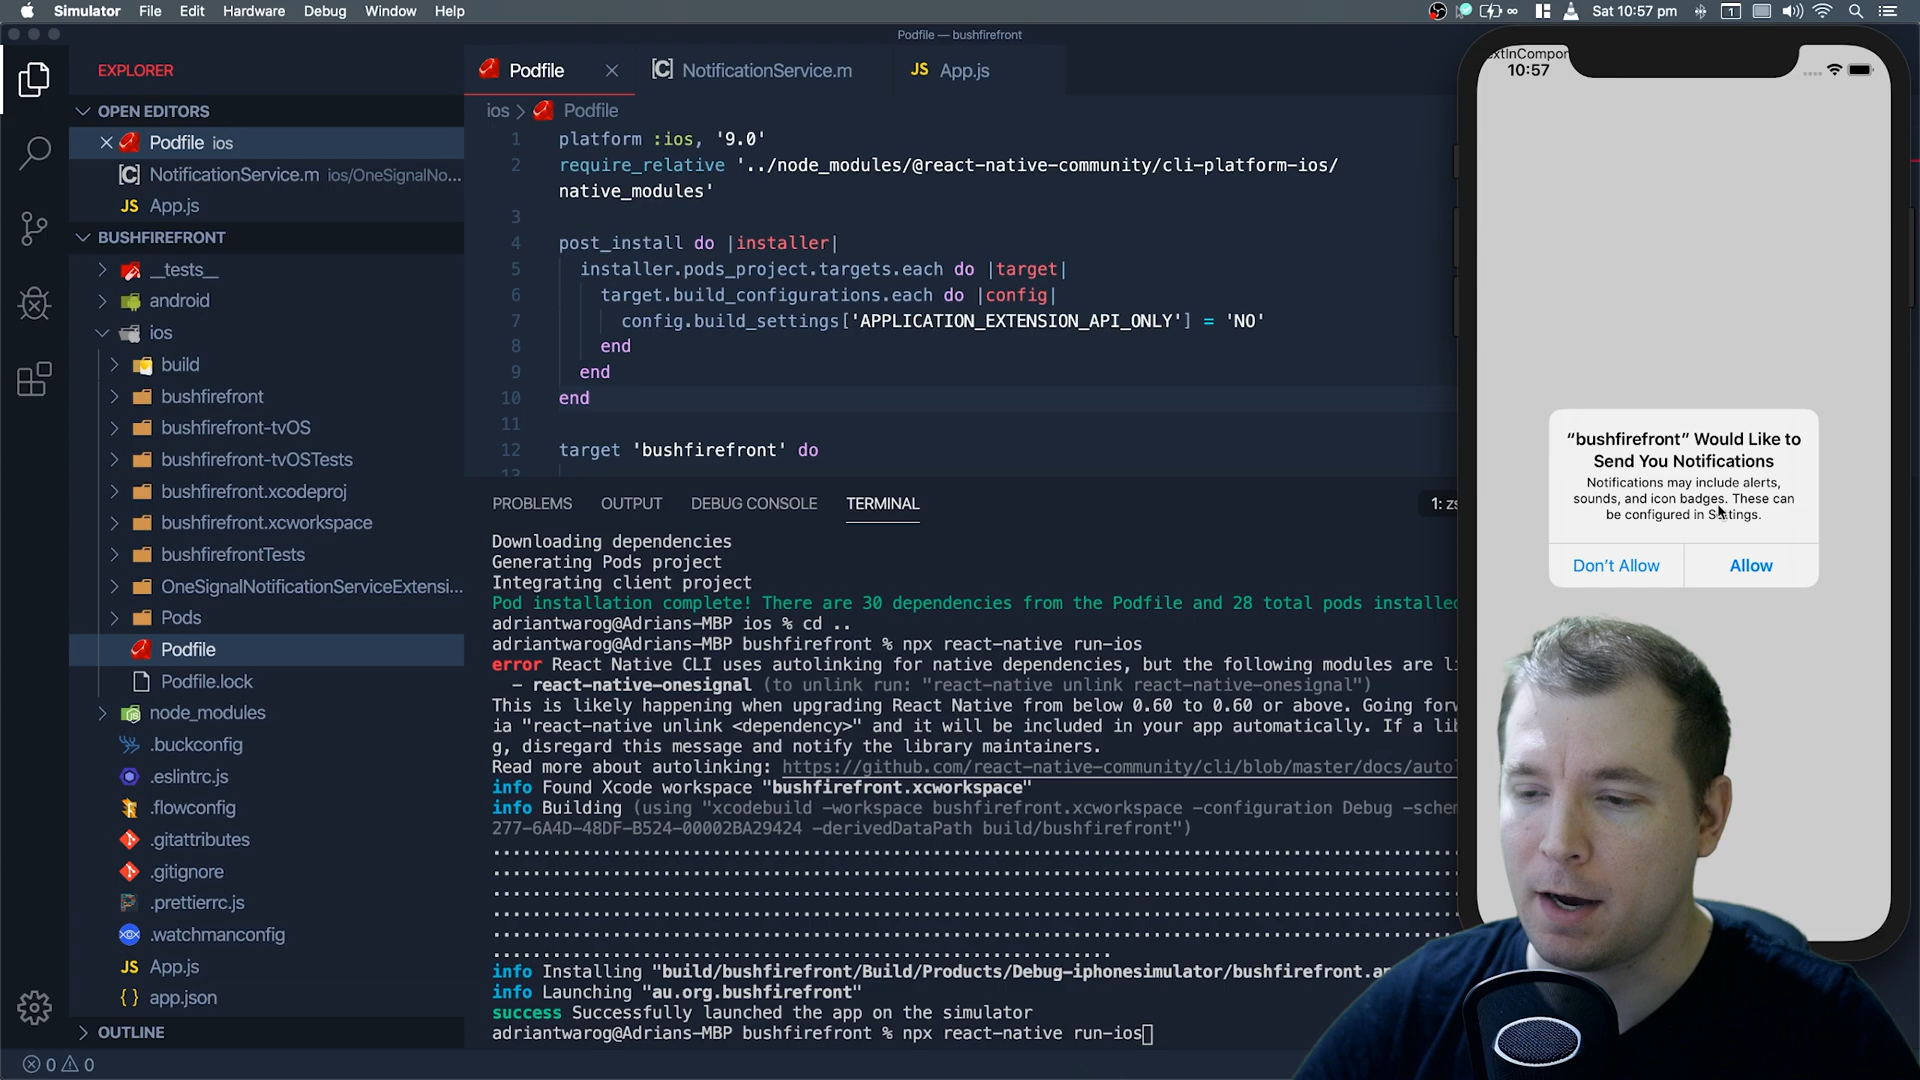 Simulator File Edit Hardware Debug Window Help
Sat 10:57 pm
Podfile — bushfirefront
EXPLORER
OPEN EDITORS
Podfile ios
NotificationService.m ios/OneSignalNo...
JS App.js
BUSHFIREFRONT
__tests__
android
ios
build
bushfirefront
bushfirefront-tvOS
bushfirefront-tvOSTests
bushfirefront.xcodeproj
bushfirefront.xcworkspace
bushfirefrontTests
OneSignalNotificationServiceExtensi...
Pods
Podfile
Podfile.lock
node_modules
.buckconfig
.eslintrc.js
.flowconfig
.gitattributes
.gitignore
.prettierrc.js
.watchmanconfig
JS App.js
{ } app.json
OUTLINE
0 0
Podfile
NotificationService.m
JS App.js
ios > Podfile
1 platform :ios, '9.0'
2 require_relative '../node_modules/@react-native-community/cli-platform-ios/
native_modules'
3
4 post_install do |installer|
5 installer.pods_project.targets.each do |target|
6 target.build_configurations.each do |config|
7 config.build_settings['APPLICATION_EXTENSION_API_ONLY'] = 'NO'
8 end
9 end
10 end
11
12 target 'bushfirefront' do
13
PROBLEMS OUTPUT DEBUG CONSOLE TERMINAL
1: zs
Downloading dependencies
Generating Pods project
Integrating client project
Pod installation complete! There are 30 dependencies from the Podfile and 28 total pods installed
adriantwarog@Adrians-MBP ios % cd ..
adriantwarog@Adrians-MBP bushfirefront % npx react-native run-ios
error React Native CLI uses autolinking for native dependencies, but the following modules are li
- react-native-onesignal (to unlink run: "react-native unlink react-native-onesignal")
This is likely happening when upgrading React Native from below 0.60 to 0.60 or above. Going forw
ia "react-native unlink <dependency>" and it will be included in your app automatically. If a lib
g, disregard this message and notify the library maintainers.
Read more about autolinking: https://github.com/react-native-community/cli/blob/master/docs/autol
info Found Xcode workspace "bushfirefront.xcworkspace"
info Building (using "xcodebuild -workspace bushfirefront.xcworkspace -configuration Debug -schem
277-6A4D-48DF-B524-00002BA29424 -derivedDataPath build/bushfirefront")
info Installing "build/bushfirefront/Build/Products/Debug-iphonesimulator/bushfirefront.ap
info Launching "au.org.bushfirefront"
success Successfully launched the app on the simulator
adriantwarog@Adrians-MBP bushfirefront % npx react-native run-ios
extInCompon
10:57
“bushfirefront” Would Like to
Send You Notifications
Notifications may include alerts,
sounds, and icon badges. These can
be configured in Settings.
Don’t Allow
Allow